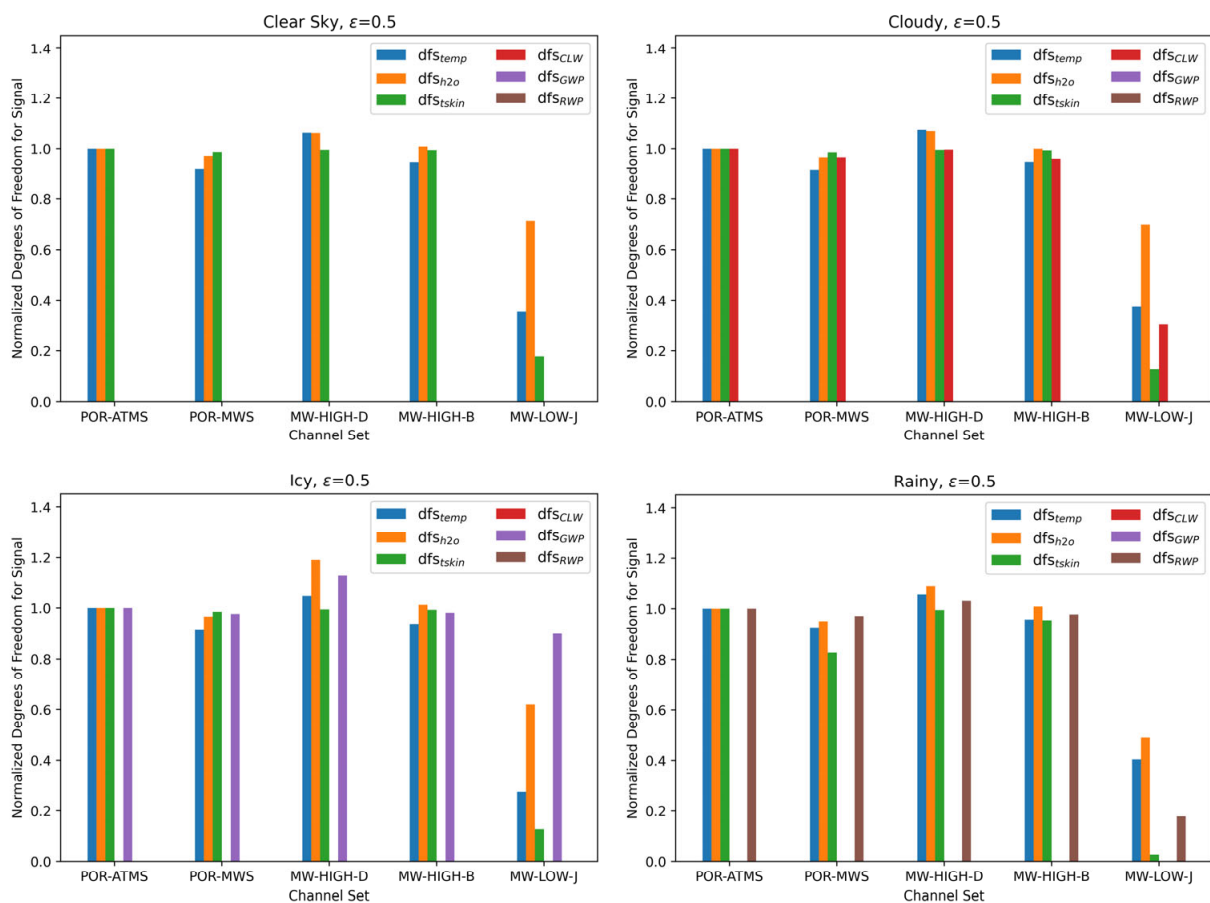 Clear Sky, ε=0.5
Normalized Degrees of Freedom for Signal
1.4
1.2
1.0
0.8
0.6
0.4
0.2
0.0
dfs_temp
dfs_h2o
dfs_tskin
dfs_CLW
dfs_GWP
dfs_RWP
POR-ATMS POR-MWS MW-HIGH-D MW-HIGH-B MW-LOW-J
Channel Set
Cloudy, ε=0.5
Normalized Degrees of Freedom for Signal
1.4
1.2
1.0
0.8
0.6
0.4
0.2
0.0
dfs_temp
dfs_h2o
dfs_tskin
dfs_CLW
dfs_GWP
dfs_RWP
POR-ATMS POR-MWS MW-HIGH-D MW-HIGH-B MW-LOW-J
Channel Set
Icy, ε=0.5
Normalized Degrees of Freedom for Signal
1.4
1.2
1.0
0.8
0.6
0.4
0.2
0.0
dfs_temp
dfs_h2o
dfs_tskin
dfs_CLW
dfs_GWP
dfs_RWP
POR-ATMS POR-MWS MW-HIGH-D MW-HIGH-B MW-LOW-J
Channel Set
Rainy, ε=0.5
Normalized Degrees of Freedom for Signal
1.4
1.2
1.0
0.8
0.6
0.4
0.2
0.0
dfs_temp
dfs_h2o
dfs_tskin
dfs_CLW
dfs_GWP
dfs_RWP
POR-ATMS POR-MWS MW-HIGH-D MW-HIGH-B MW-LOW-J
Channel Set